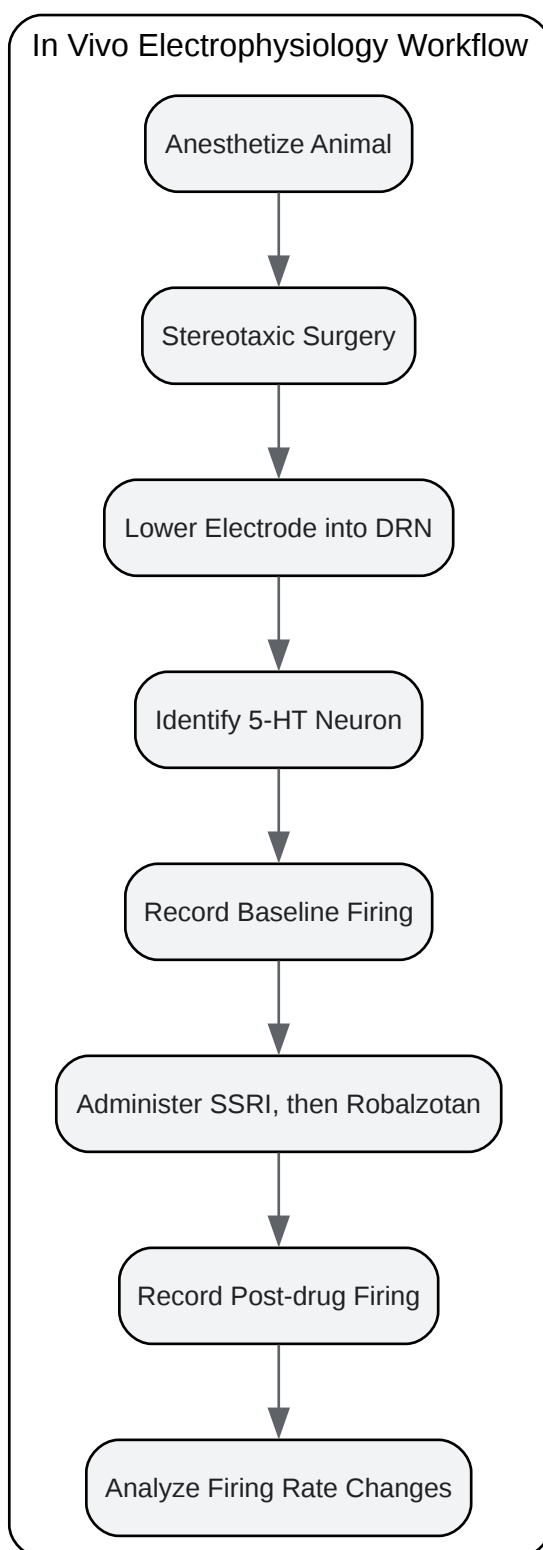 In Vivo Electrophysiology Workflow
Anesthetize Animal
Stereotaxic Surgery
Lower Electrode into DRN
Identify 5-HT Neuron
Record Baseline Firing
Administer SSRI, then Robalzotan
Record Post-drug Firing
Analyze Firing Rate Changes